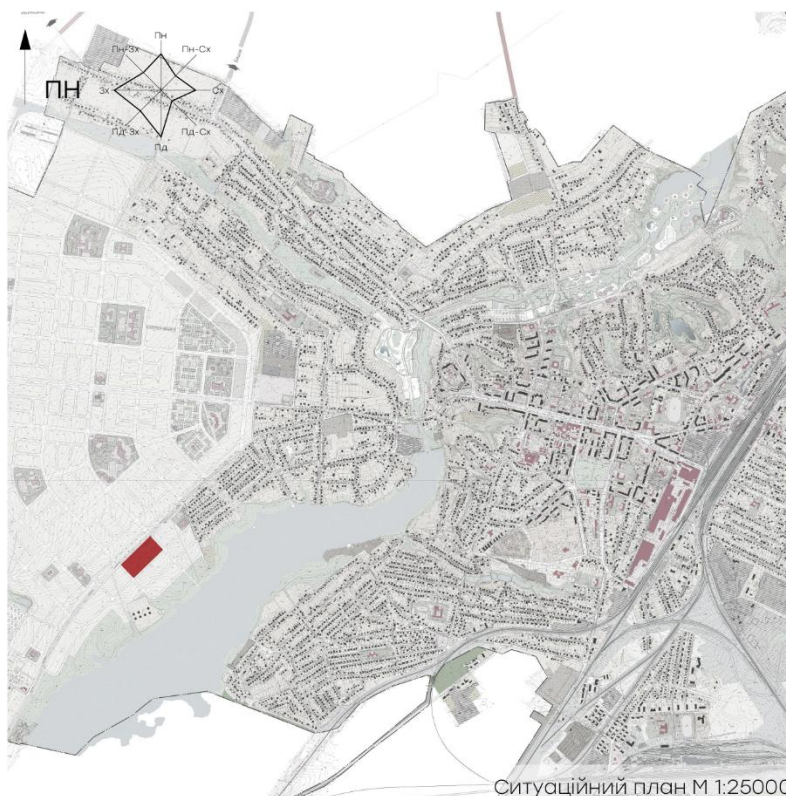 Пн
Пн-Зх
Пн-Сх
ПН
Зх
Сх
Пд-Зх
Пд-Сх
Пд
Ситуаційний план М 1:25000